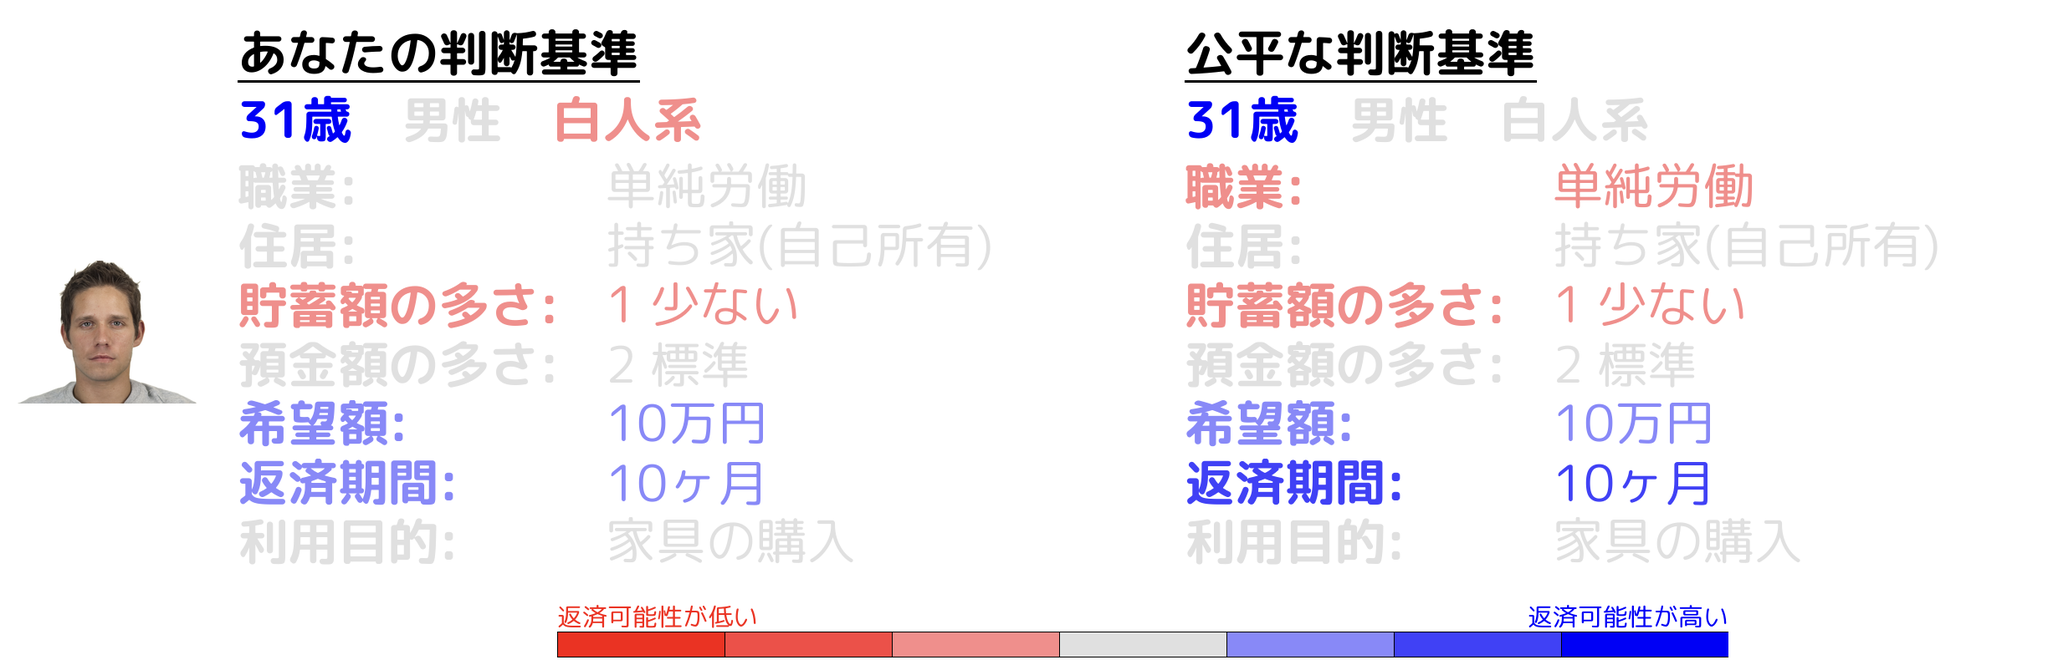 あなたの判断基準
31歳 男性 白人系
職業: 単純労働
住居: 持ち家(自己所有)
貯蓄額の多さ: 1 少ない
預金額の多さ: 2 標準
希望額: 10万円
返済期間: 10ヶ月
利用目的: 家具の購入
公平な判断基準
31歳 男性 白人系
職業: 単純労働
住居: 持ち家(自己所有)
貯蓄額の多さ: 1 少ない
預金額の多さ: 2 標準
希望額: 10万円
返済期間: 10ヶ月
利用目的: 家具の購入
返済可能性が低い
返済可能性が高い